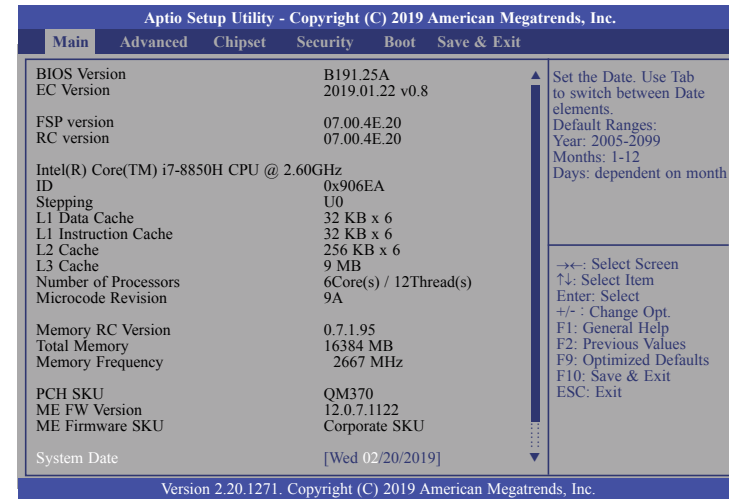 Aptio Setup Utility - Copyright (C) 2019 American Megatrends, Inc.
Main Advanced Chipset Security Boot Save & Exit
BIOS Version B191.25A
EC Version 2019.01.22 v0.8
FSP version 07.00.4E.20
RC version 07.00.4E.20
Intel(R) Core(TM) i7-8850H CPU @ 2.60GHz
ID 0x906EA
Stepping U0
L1 Data Cache 32 KB x 6
L1 Instruction Cache 32 KB x 6
L2 Cache 256 KB x 6
L3 Cache 9 MB
Number of Processors 6Core(s) / 12Thread(s)
Microcode Revision 9A
Memory RC Version 0.7.1.95
Total Memory 16384 MB
Memory Frequency 2667 MHz
PCH SKU QM370
ME FW Version 12.0.7.1122
ME Firmware SKU Corporate SKU
System Date [Wed 02/20/2019]
Set the Date. Use Tab
to switch between Date
elements.
Default Ranges:
Year: 2005-2099
Months: 1-12
Days: dependent on month
→←: Select Screen
↑↓: Select Item
Enter: Select
+/- : Change Opt.
F1: General Help
F2: Previous Values
F9: Optimized Defaults
F10: Save & Exit
ESC: Exit
Version 2.20.1271. Copyright (C) 2019 American Megatrends, Inc.